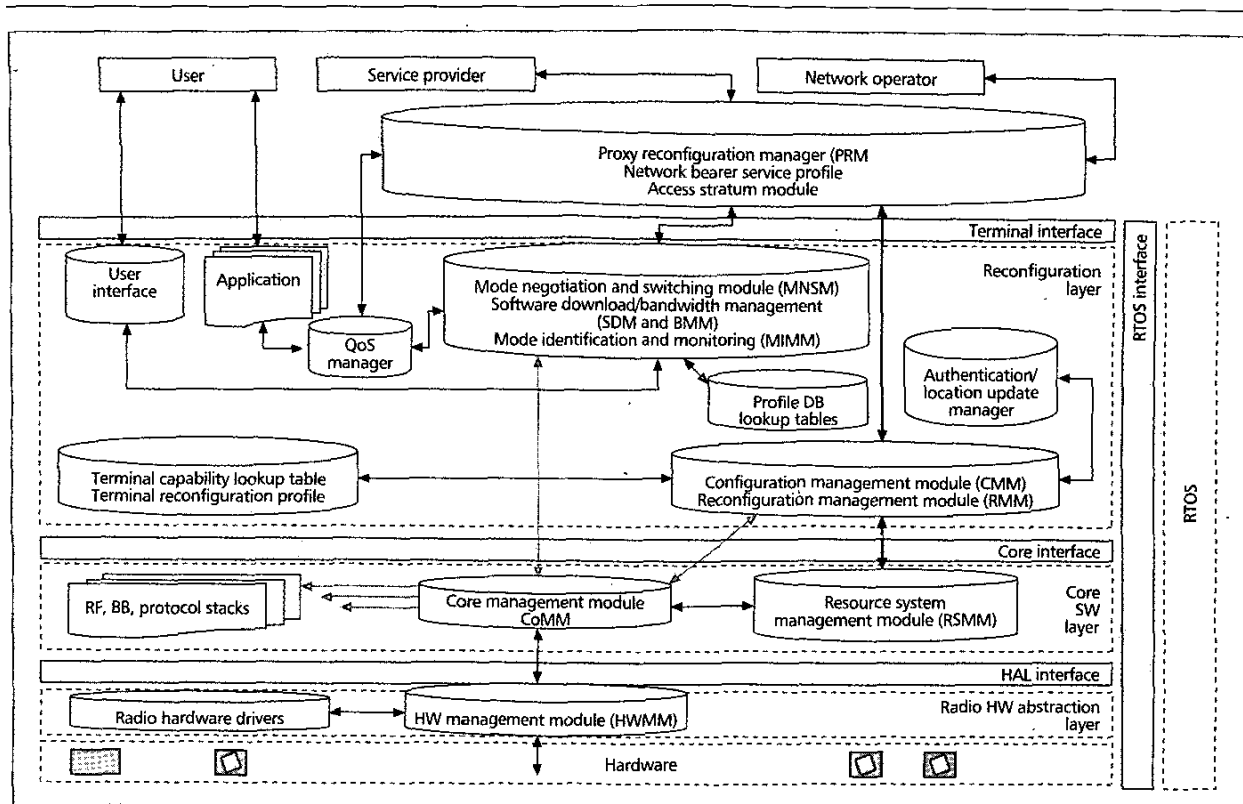 User
Service provider
Network operator
Proxy reconfiguration manager (PRM
Network bearer service profile
Access stratum module
Terminal interface
User
interface
Application
QoS
manager
Mode negotiation and switching module (MNSM)
Software download/bandwidth management
(SDM and BMM)
Mode identification and monitoring (MIMM)
Reconfiguration
layer
Profile DB
lookup tables
Authentication/
location update
manager
Terminal capability lookup table
Terminal reconfiguration profile
Configuration management module (CMM)
Reconfiguration management module (RMM)
Core interface
RF, BB, protocol stacks
Core management module
CoMM
Resource system
management module (RSMM)
Core
SW
layer
HAL interface
Radio hardware drivers
HW management module (HWMM)
Radio HW abstraction
layer
Hardware
RTOS interface
RTOS